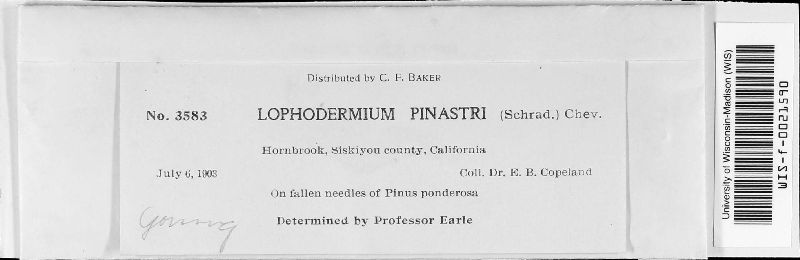 Distributed by C. F. BAKER
No. 3583 LOPHODERMIUM PINASTRI (Schrad.) Chev.
Hornbrook, Siskiyou county, California
July 6, 1903 Coll. Dr. E. B. Copeland
On fallen needles of Pinus ponderosa
Determined by Professor Earle
University of Wisconsin-Madison (WIS)
WIS-f-0021590